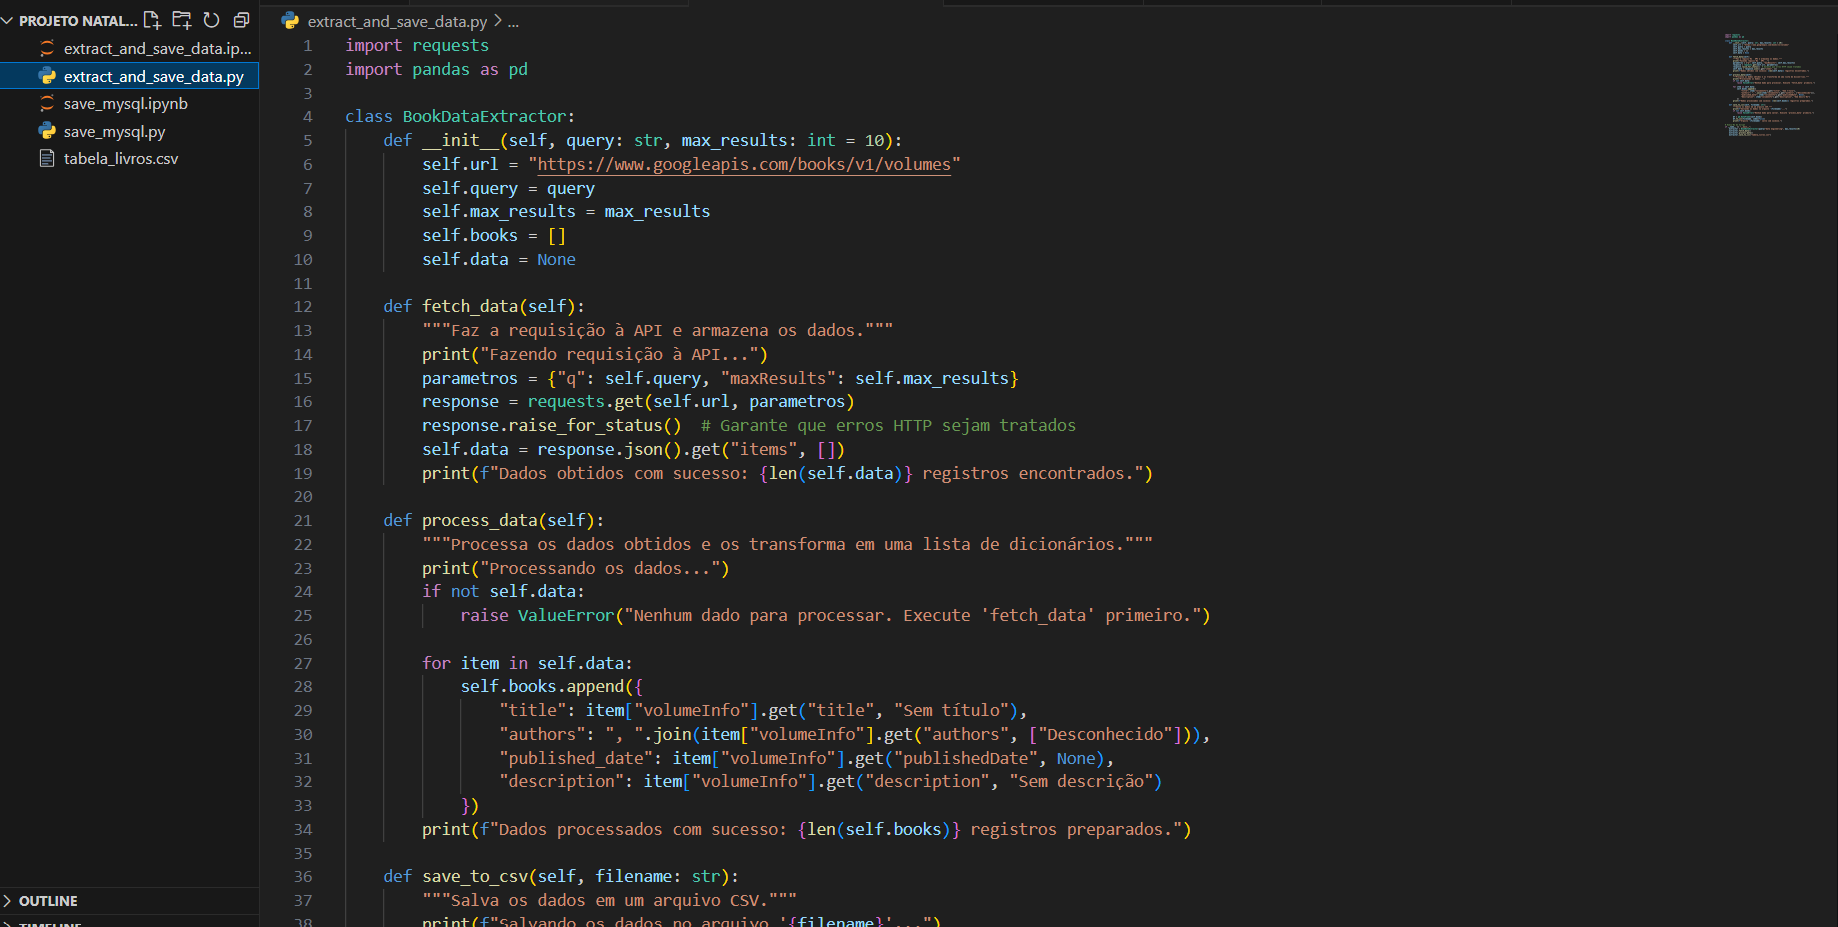 PROJETO NATAL...
extract_and_save_data.ip...
extract_and_save_data.py
save_mysql.ipynb
save_mysql.py
tabela_livros.csv
OUTLINE
TIMELINE
extract_and_save_data.py > ...
1 import requests
2 import pandas as pd
3
4 class BookDataExtractor:
5     def __init__(self, query: str, max_results: int = 10):
6         self.url = "https://www.googleapis.com/books/v1/volumes"
7         self.query = query
8         self.max_results = max_results
9         self.books = []
10         self.data = None
11
12     def fetch_data(self):
13         """Faz a requisição à API e armazena os dados."""
14         print("Fazendo requisição à API...")
15         parametros = {"q": self.query, "maxResults": self.max_results}
16         response = requests.get(self.url, parametros)
17         response.raise_for_status()  # Garante que erros HTTP sejam tratados
18         self.data = response.json().get("items", [])
19         print(f"Dados obtidos com sucesso: {len(self.data)} registros encontrados.")
20
21     def process_data(self):
22         """Processa os dados obtidos e os transforma em uma lista de dicionários."""
23         print("Processando os dados...")
24         if not self.data:
25             raise ValueError("Nenhum dado para processar. Execute 'fetch_data' primeiro.")
26
27         for item in self.data:
28             self.books.append({
29                 "title": item["volumeInfo"].get("title", "Sem título"),
30                 "authors": ", ".join(item["volumeInfo"].get("authors", ["Desconhecido"])),
31                 "published_date": item["volumeInfo"].get("publishedDate", None),
32                 "description": item["volumeInfo"].get("description", "Sem descrição")
33             })
34         print(f"Dados processados com sucesso: {len(self.books)} registros preparados.")
35
36     def save_to_csv(self, filename: str):
37         """Salva os dados em um arquivo CSV."""
38         print(f"Salvando os dados no arquivo '{filename}'...")